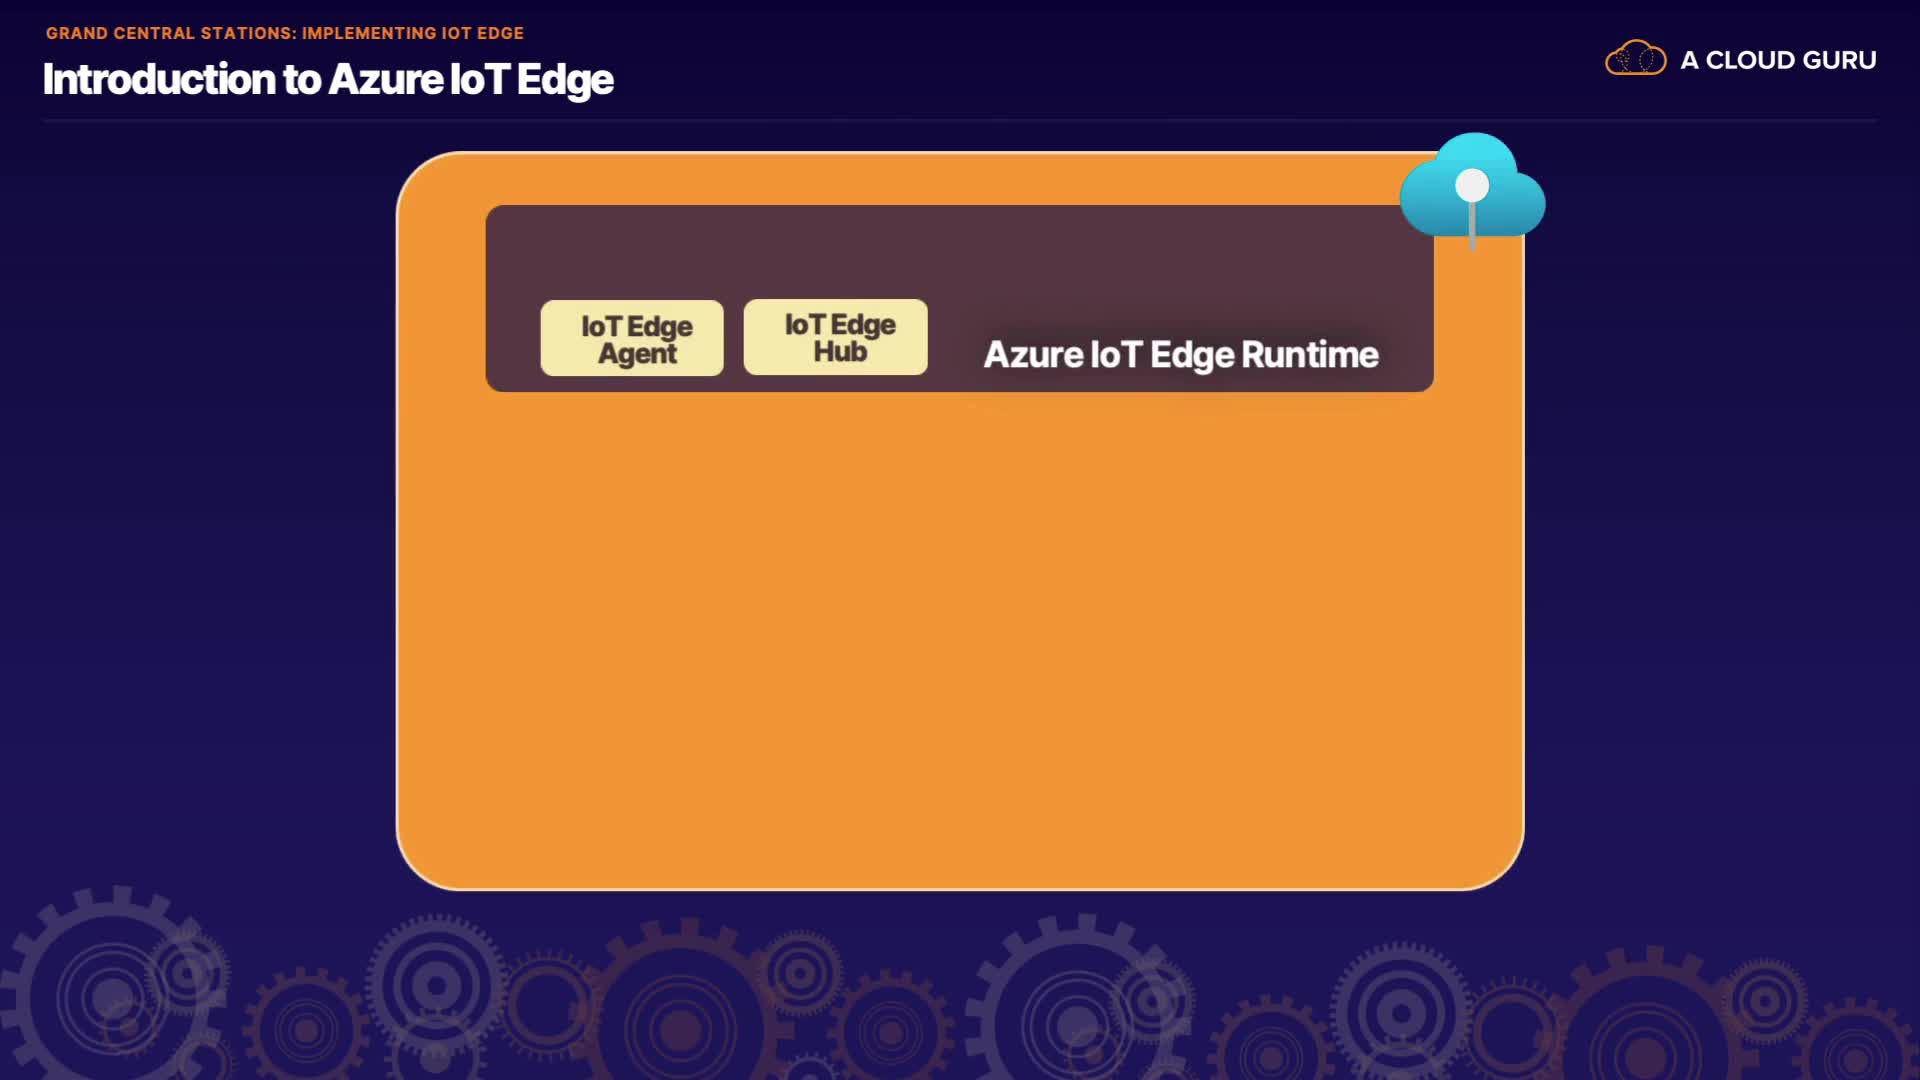 GRAND CENTRAL STATIONS: IMPLEMENTING IOT EDGE
Introduction to Azure IoT Edge
A CLOUD GURU
IoT Edge
Agent
IoT Edge
Hub
Azure IoT Edge Runtime